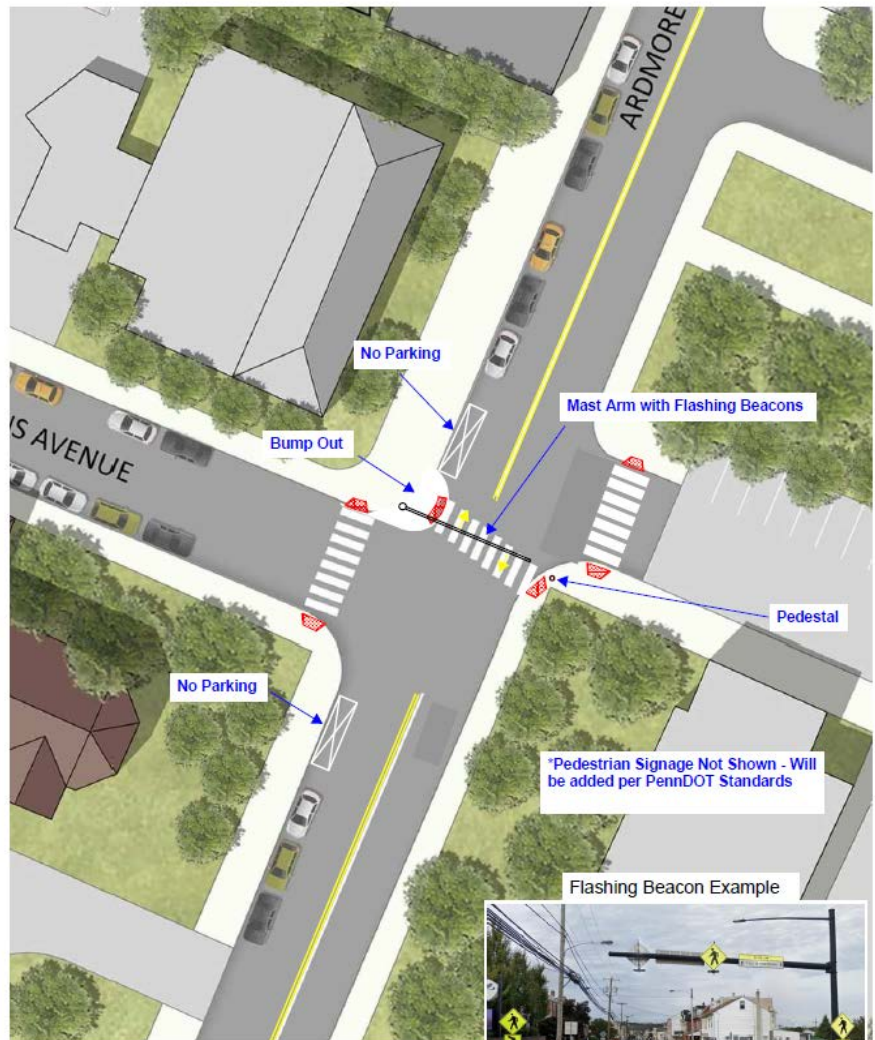 ARDMORE
No Parking
Mast Arm with Flashing Beacons
Bump Out
IS AVENUE
Pedestal
No Parking
*Pedestrian Signage Not Shown - Will
be added per PennDOT Standards
Flashing Beacon Example